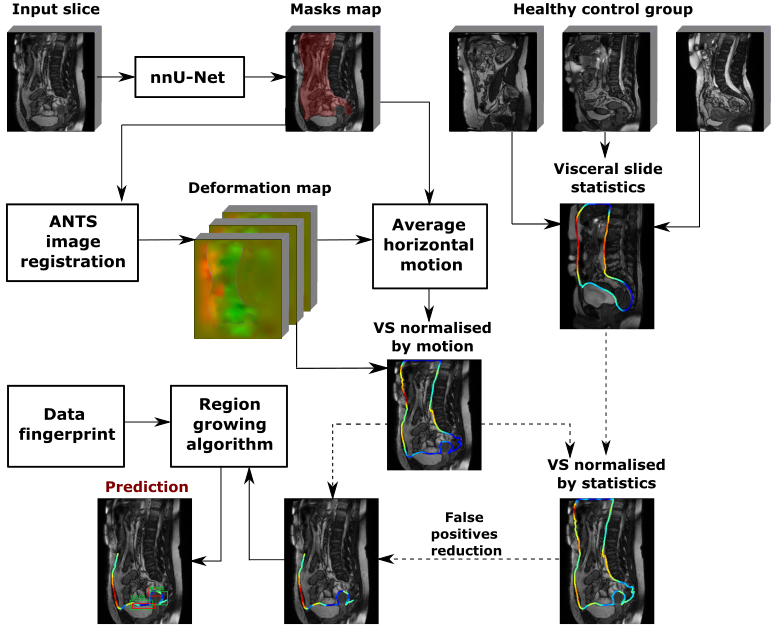 Input slice
Masks map
Healthy control group
nnU-Net
Visceral slide
statistics
Deformation map
ANTS
image
registration
Average
horizontal
motion
VS normalised
by motion
Data
fingerprint
Region
growing
algorithm
VS normalised
by statistics
Prediction
False
positives
reduction